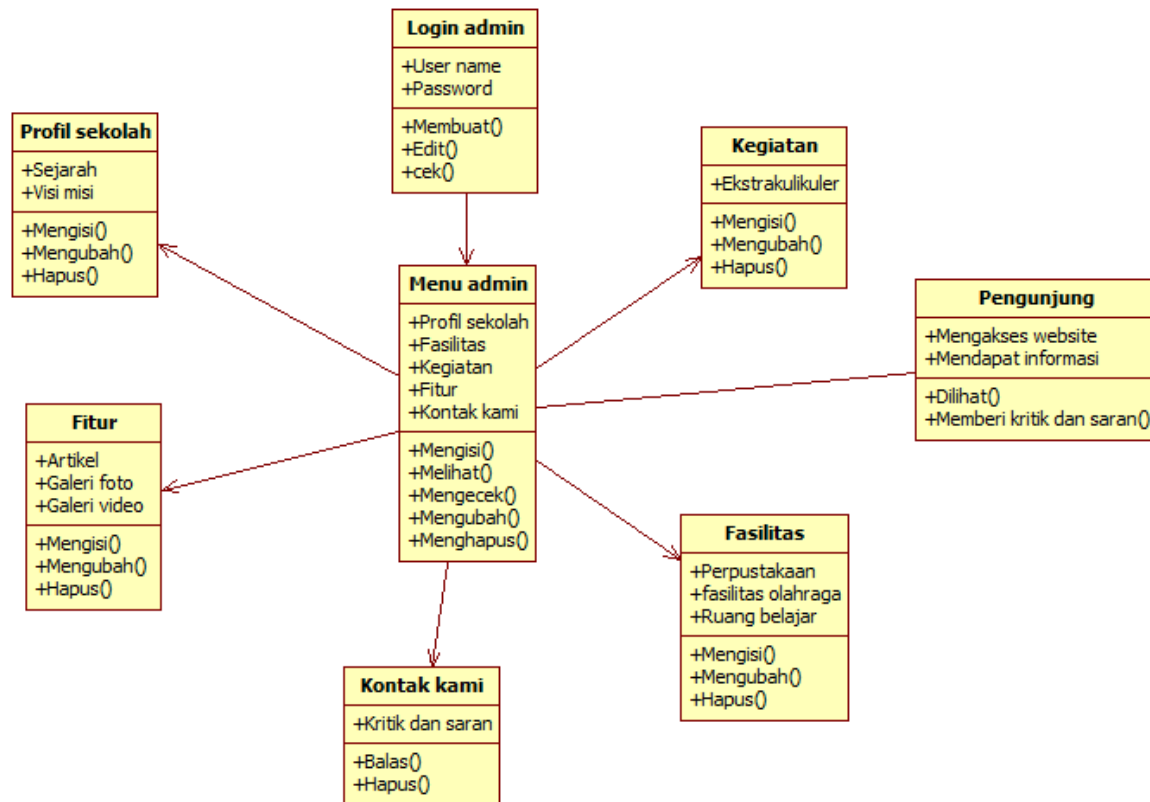 Login admin
+User name
+Password
+Membuat()
+Edit()
+cek()
Profil sekolah
+Sejarah
+Visi misi
+Mengisi()
+Mengubah()
+Hapus()
Kegiatan
+Ekstrakulikuler
+Mengisi()
+Mengubah()
+Hapus()
Menu admin
+Profil sekolah
+Fasilitas
+Kegiatan
+Fitur
+Kontak kami
+Mengisi()
+Melihat()
+Mengecek()
+Mengubah()
+Menghapus()
Pengunjung
+Mengakses website
+Mendapat informasi
+Dilihat()
+Memberi kritik dan saran()
Fitur
+Artikel
+Galeri foto
+Galeri video
+Mengisi()
+Mengubah()
+Hapus()
Fasilitas
+Perpustakaan
+fasilitas olahraga
+Ruang belajar
+Mengisi()
+Mengubah()
+Hapus()
Kontak kami
+Kritik dan saran
+Balas()
+Hapus()